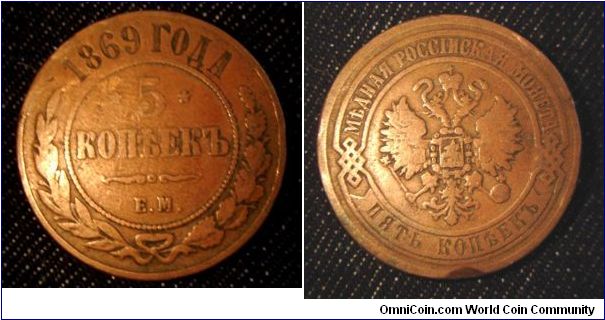 1869 ГОДА
5
КОПѢЕКЪ
Е.М.
МѢДНАЯ РОССІЙСКАЯ МОНЕТА
ПЯТЬ КОПѢЕКЪ
OmniCoin.com World Coin Community